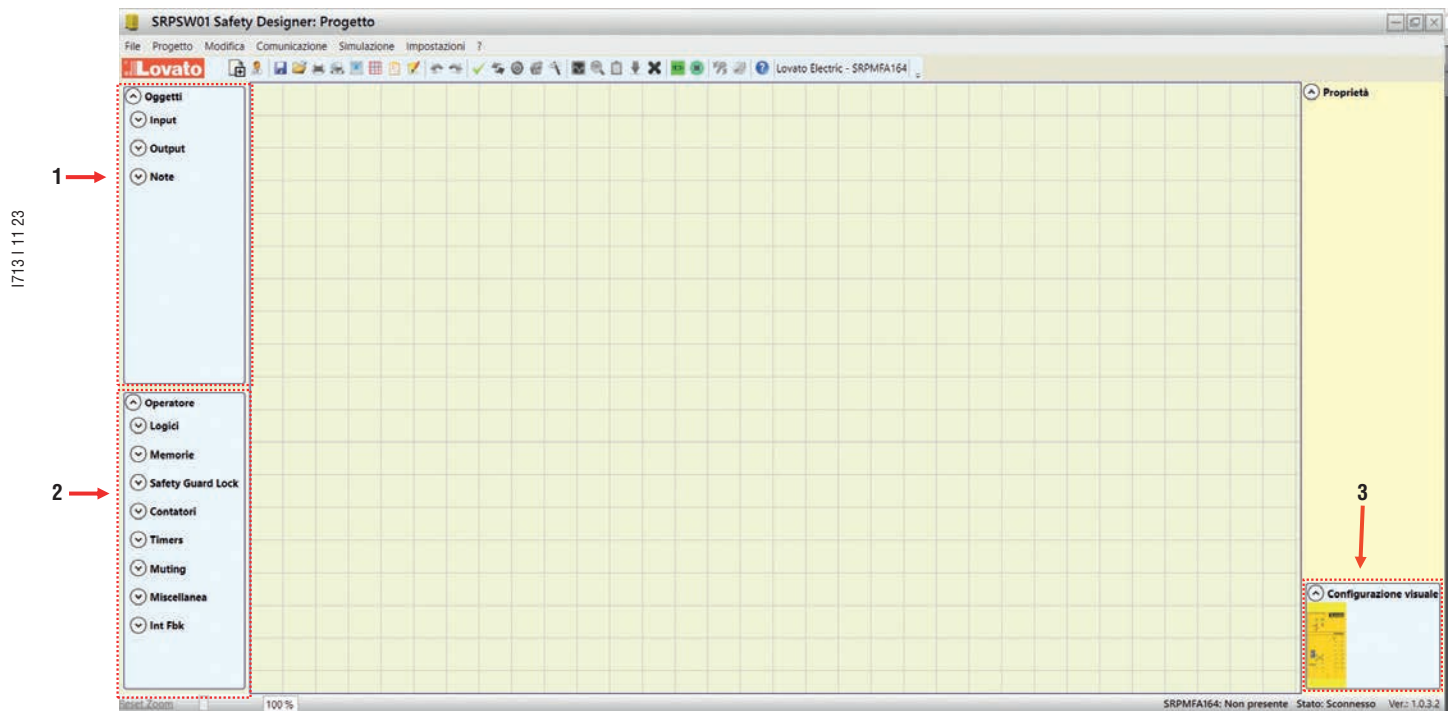 SRPSW01 Safety Designer: Progetto
File Progetto Modifica Comunicazione Simulazione Impostazioni ?
Lovato
Lovato Electric - SRPMFA164
Oggetti
Input
Output
Note
1
I713 I 11 23
Operatore
Logici
Memorie
Safety Guard Lock
Contatori
Timers
Muting
Miscellanea
Int Fbk
2
Proprietà
3
Configurazione visuale
Reset Zoom
100 %
SRPMFA164: Non presente Stato: Sconnesso Ver.: 1.0.3.2